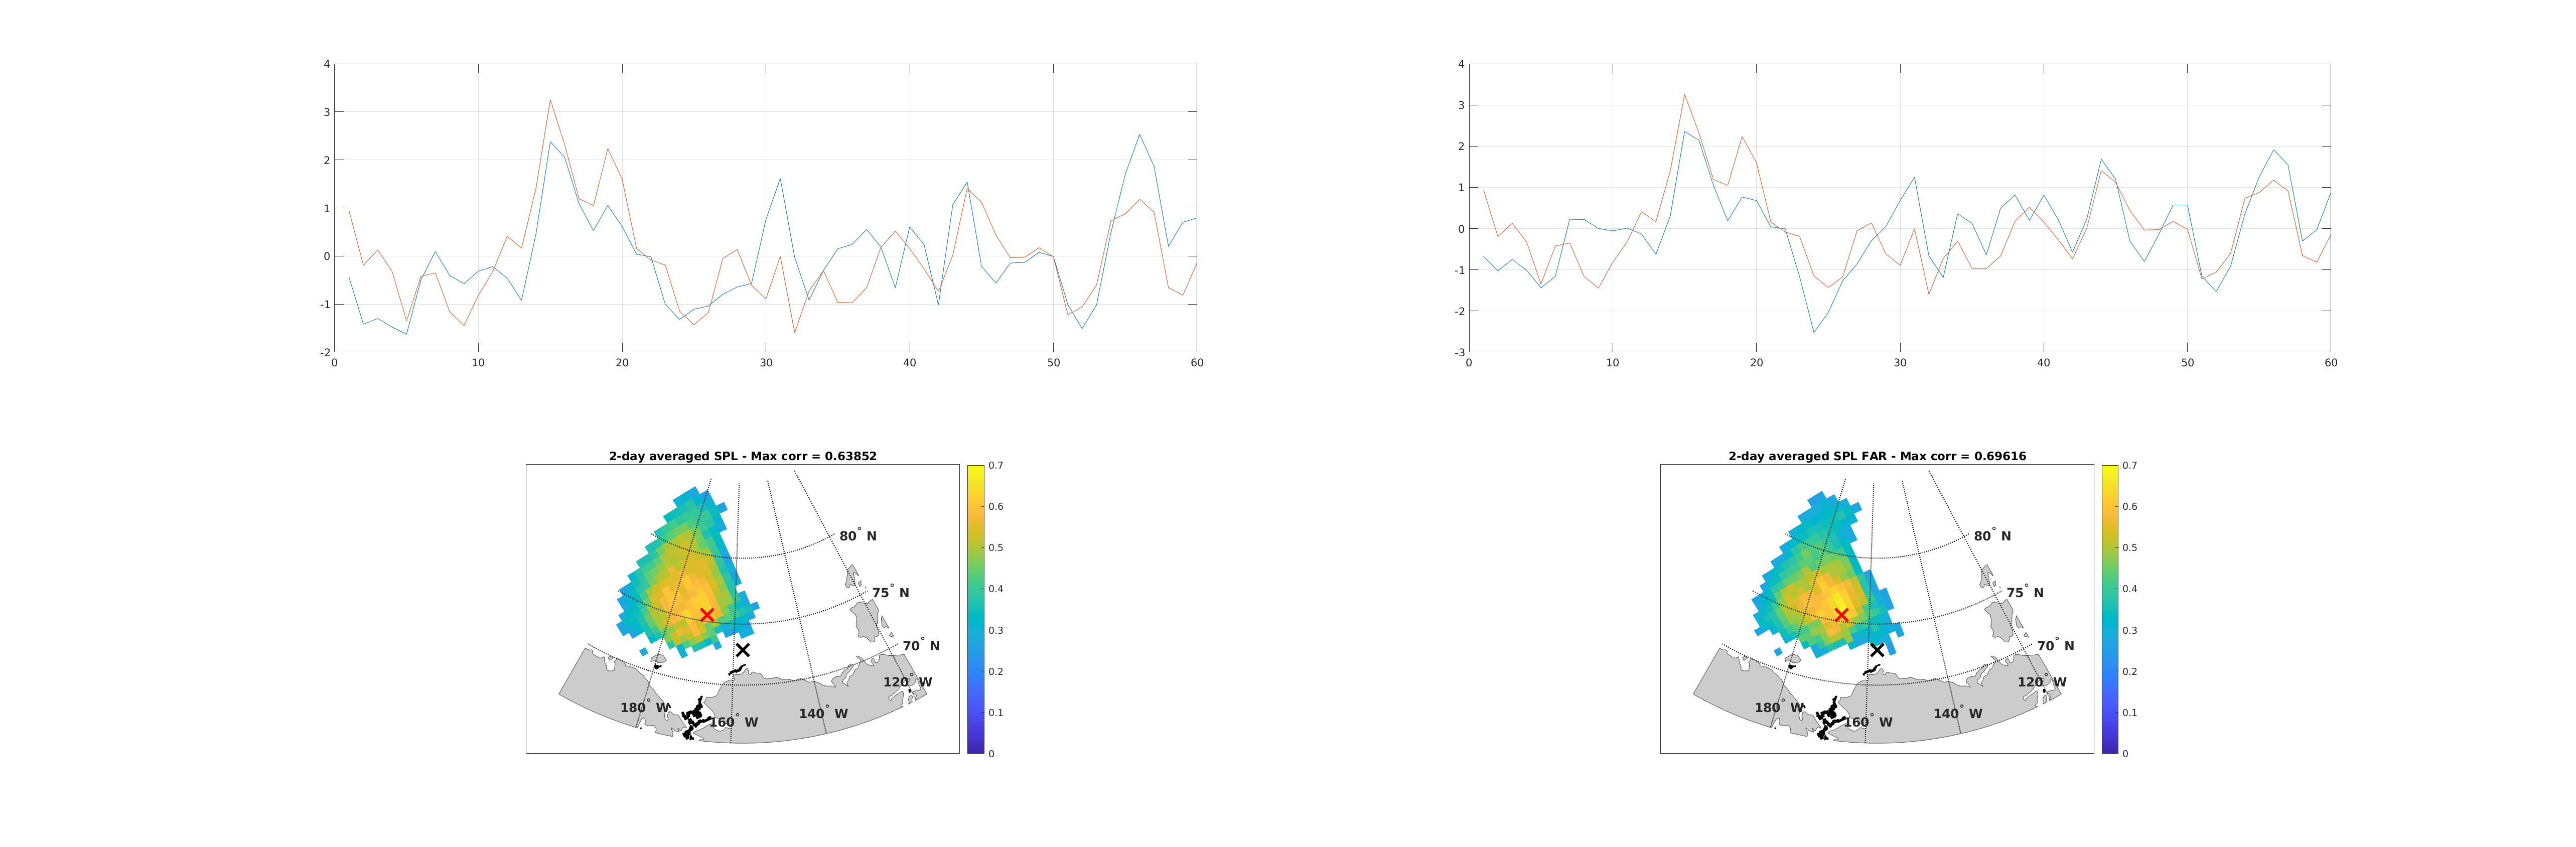 4
3
2
1
0
-1
-2
0 10 20 30 40 50 60
4
3
2
1
0
-1
-2
-3
0 10 20 30 40 50 60
2-day averaged SPL - Max corr = 0.63852
80° N
75° N
70° N
120° W
180° W
160° W
140° W
0.7
0.6
0.5
0.4
0.3
0.2
0.1
0
2-day averaged SPL FAR - Max corr = 0.69616
80° N
75° N
70° N
120° W
180° W
160° W
140° W
0.7
0.6
0.5
0.4
0.3
0.2
0.1
0